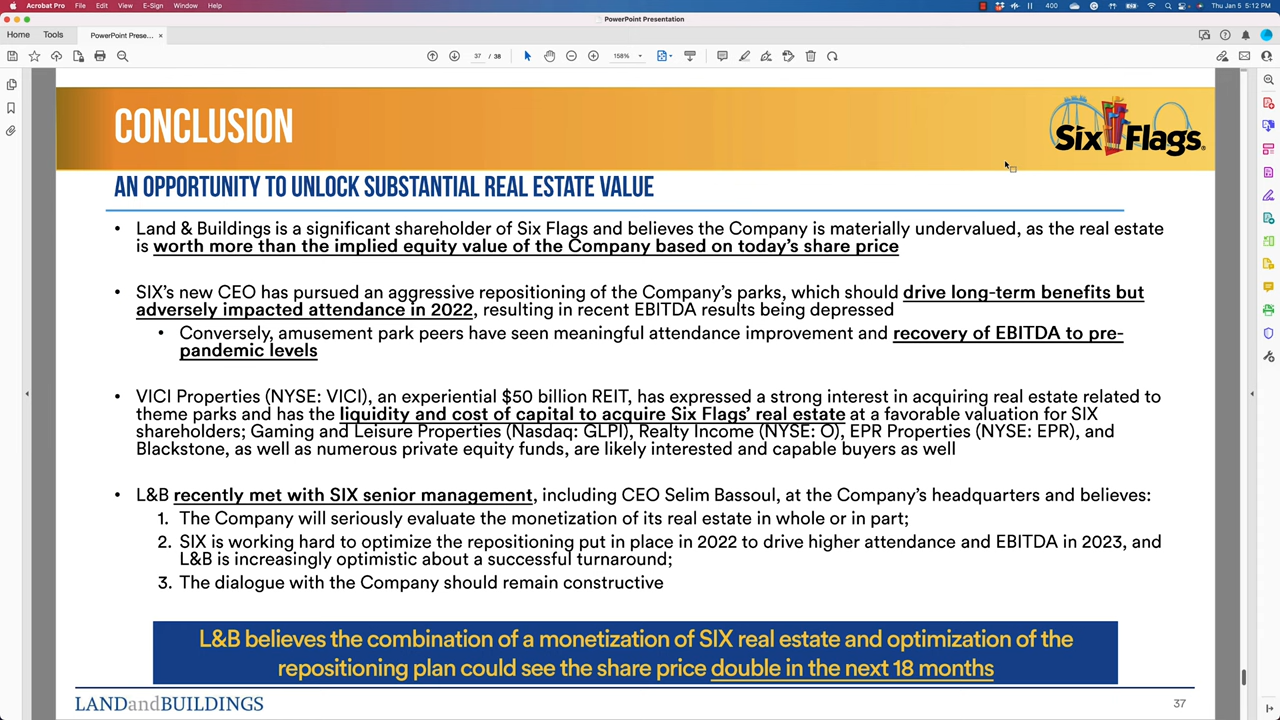 Acrobat Pro File Edit View E-Sign Window Help 400 Thu Jan 5 5:12 PM
PowerPoint Presentation
Home Tools PowerPoint Prese... ×
37 / 38 158%
CONCLUSION
Six Flags®
AN OPPORTUNITY TO UNLOCK SUBSTANTIAL REAL ESTATE VALUE
• Land & Buildings is a significant shareholder of Six Flags and believes the Company is materially undervalued, as the real estate
is worth more than the implied equity value of the Company based on today's share price
• SIX's new CEO has pursued an aggressive repositioning of the Company's parks, which should drive long-term benefits but
adversely impacted attendance in 2022, resulting in recent EBITDA results being depressed
• Conversely, amusement park peers have seen meaningful attendance improvement and recovery of EBITDA to pre-
pandemic levels
• VICI Properties (NYSE: VICI), an experiential $50 billion REIT, has expressed a strong interest in acquiring real estate related to
theme parks and has the liquidity and cost of capital to acquire Six Flags' real estate at a favorable valuation for SIX
shareholders; Gaming and Leisure Properties (Nasdaq: GLPI), Realty Income (NYSE: O), EPR Properties (NYSE: EPR), and
Blackstone, as well as numerous private equity funds, are likely interested and capable buyers as well
• L&B recently met with SIX senior management, including CEO Selim Bassoul, at the Company's headquarters and believes:
1. The Company will seriously evaluate the monetization of its real estate in whole or in part;
2. SIX is working hard to optimize the repositioning put in place in 2022 to drive higher attendance and EBITDA in 2023, and
L&B is increasingly optimistic about a successful turnaround;
3. The dialogue with the Company should remain constructive
L&B believes the combination of a monetization of SIX real estate and optimization of the
repositioning plan could see the share price double in the next 18 months
LANDandBUILDINGS 37